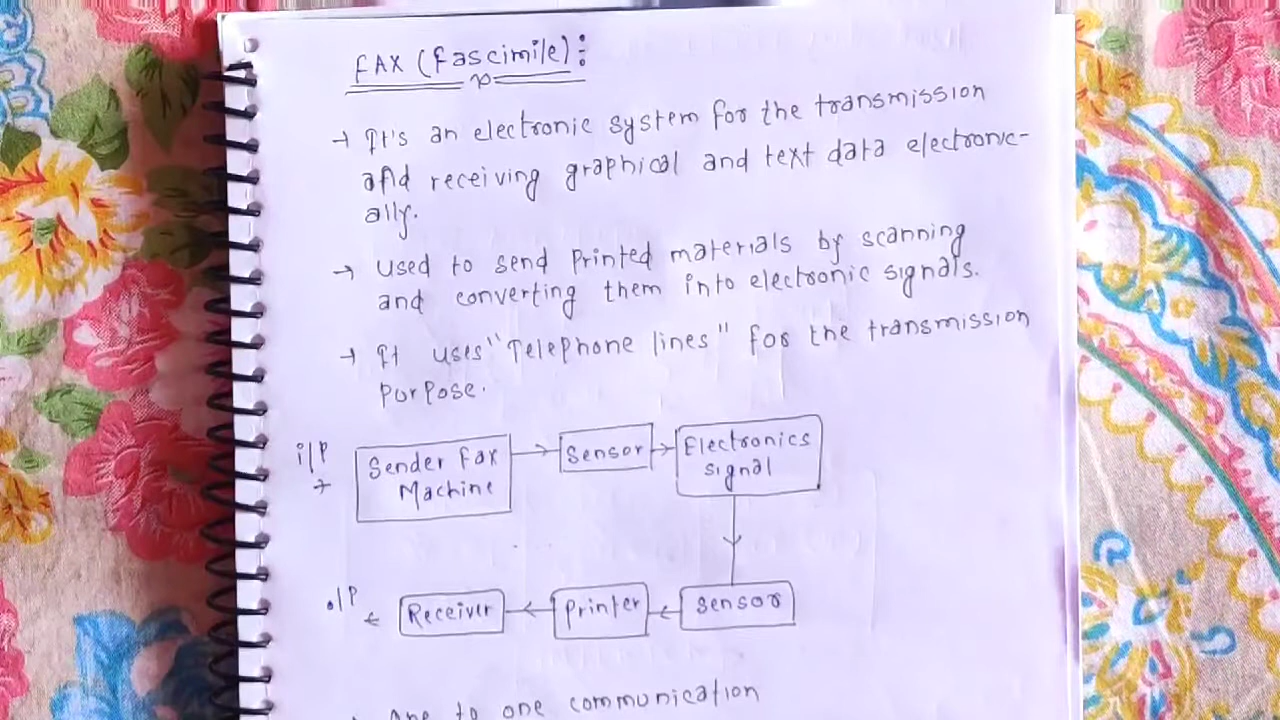 FAX (Fascimile):
→ It's an electronic system for the transmission
and receiving graphical and text data electronic-
ally.
→ used to send printed materials by scanning
and converting them into electronic signals.
→ It uses "Telephone lines" for the transmission
purpose.
i/p →
Sender Fax
Machine
Sensor
Electronics
signal
o/p ←
Receiver
printer
sensor
one to one communication